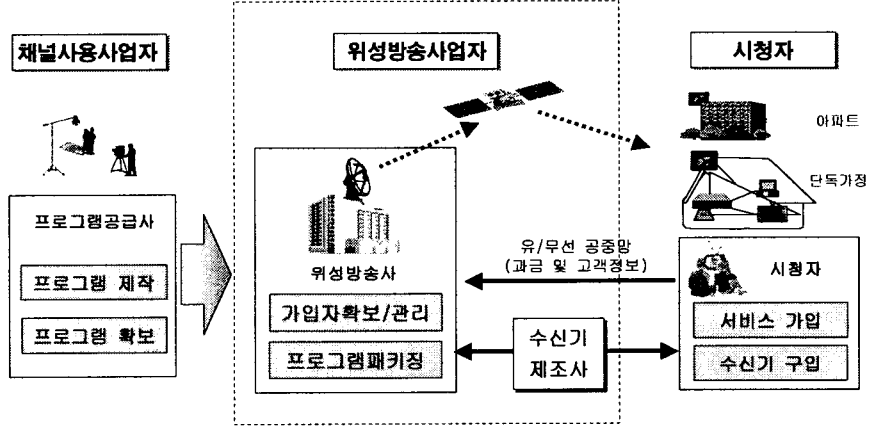 채널사용사업자
위성방송사업자
시청자
아파트
단독가정
프로그램공급사
프로그램 제작
프로그램 확보
위성방송사
가입자확보/관리
프로그램패키징
유/무선 공중망
(과금 및 고객정보)
수신기
제조사
시청자
서비스 가입
수신기 구입